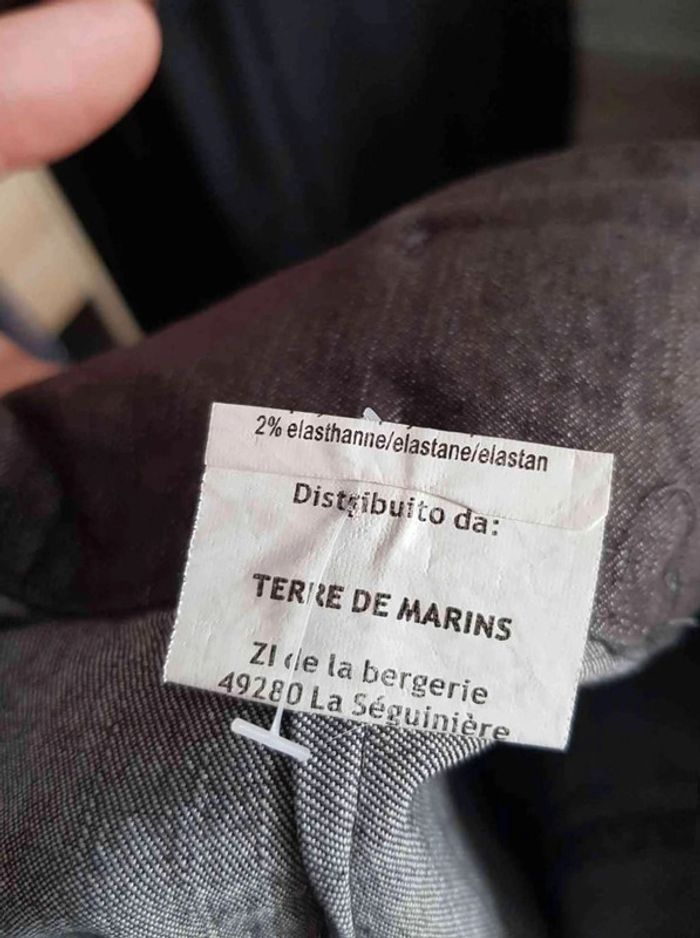 2% elasthanne/elastane/elastan
Distribuito da:
TERRE DE MARINS
ZI de la bergerie
49280 La Séguinière